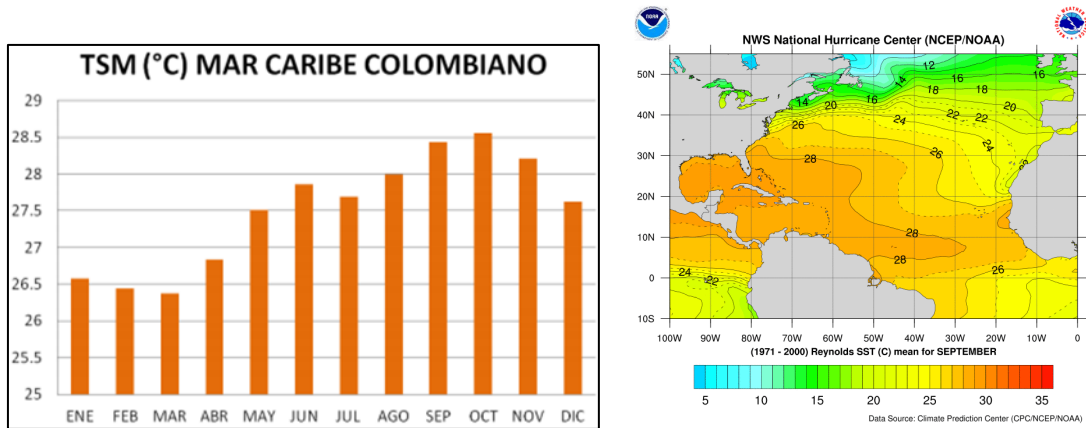 TSM (°C) MAR CARIBE COLOMBIANO
29
28.5
28
27.5
27
26.5
26
25.5
25
ENE FEB MAR ABR MAY JUN JUL AGO SEP OCT NOV DIC
NOAA
NWS National Hurricane Center (NCEP/NOAA)
50N
40N
30N
20N
10N
0
10S
12
14
16
16
18
18
14
16
20
20
22
22
24
24
26
26
28
28
28
26
24
22
100W 90W 80W 70W 60W 50W 40W 30W 20W 10W 0
(1971 - 2000) Reynolds SST (C) mean for SEPTEMBER
5 10 15 20 25 30 35
Data Source: Climate Prediction Center (CPC/NCEP/NOAA)